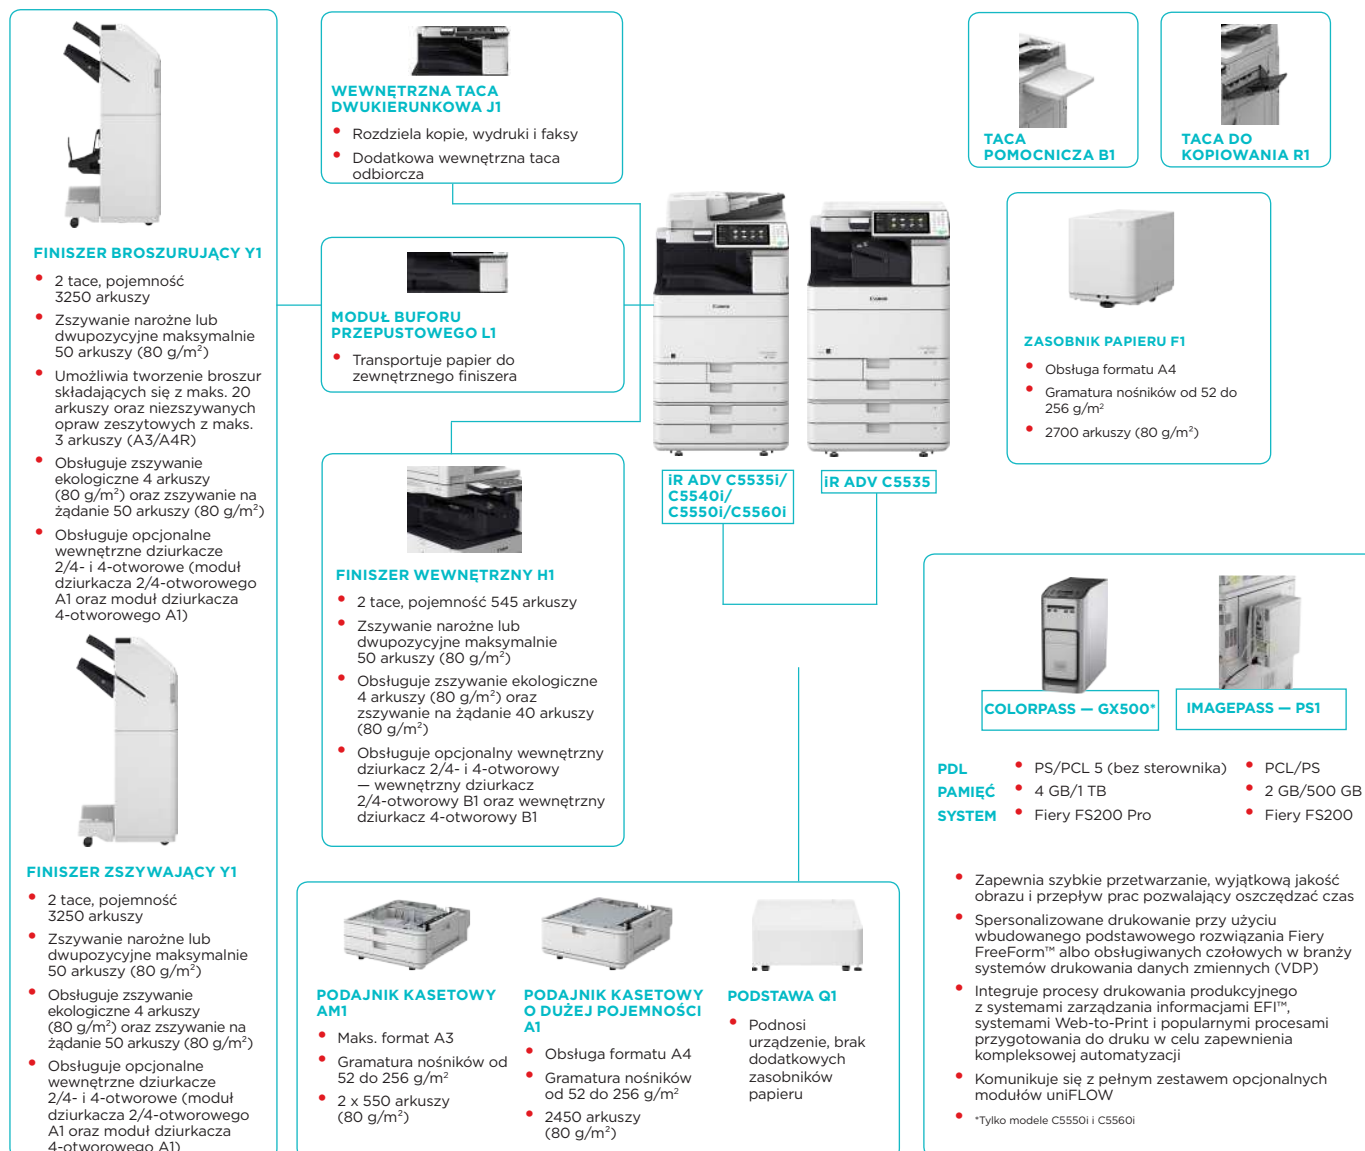 FINISZER BROSZURUJĄCY Y1
• 2 tace, pojemność
3250 arkuszy
• Zszywanie narożne lub
dwupozycyjne maksymalnie
50 arkuszy (80 g/m²)
• Umożliwia tworzenie broszur
składających się z maks. 20
arkuszy oraz niezszywanych
opraw zeszytowych z maks.
3 arkuszy (A3/A4R)
• Obsługuje zszywanie
ekologiczne 4 arkuszy
(80 g/m²) oraz zszywanie na
żądanie 50 arkuszy (80 g/m²)
• Obsługuje opcjonalne
wewnętrzne dziurkacze
2/4- i 4-otworowe (moduł
dziurkacza 2/4-otworowego
A1 oraz moduł dziurkacza
4-otworowego A1)
FINISZER ZSZYWAJĄCY Y1
• 2 tace, pojemność
3250 arkuszy
• Zszywanie narożne lub
dwupozycyjne maksymalnie
50 arkuszy (80 g/m²)
• Obsługuje zszywanie
ekologiczne 4 arkuszy
(80 g/m²) oraz zszywanie na
żądanie 50 arkuszy (80 g/m²)
• Obsługuje opcjonalne
wewnętrzne dziurkacze
2/4- i 4-otworowe (moduł
dziurkacza 2/4-otworowego
A1 oraz moduł dziurkacza
4-otworowego A1)
WEWNĘTRZNA TACA
DWUKIERUNKOWA J1
• Rozdziela kopie, wydruki i faksy
• Dodatkowa wewnętrzna taca
odbiorcza
MODUŁ BUFORU
PRZEPUSTOWEGO L1
• Transportuje papier do
zewnętrznego finiszera
FINISZER WEWNĘTRZNY H1
• 2 tace, pojemność 545 arkuszy
• Zszywanie narożne lub
dwupozycyjne maksymalnie
50 arkuszy (80 g/m²)
• Obsługuje zszywanie ekologiczne
4 arkuszy (80 g/m²) oraz
zszywanie na żądanie 40 arkuszy
(80 g/m²)
• Obsługuje opcjonalny wewnętrzny
dziurkacz 2/4- i 4-otworowy
— wewnętrzny dziurkacz
2/4-otworowy B1 oraz wewnętrzny
dziurkacz 4-otworowy B1
Canon
Canon
iR ADV C5535i/
C5540i/
C5550i/C5560i
iR ADV C5535
TACA
POMOCNICZA B1
TACA DO
KOPIOWANIA R1
ZASOBNIK PAPIERU F1
• Obsługa formatu A4
• Gramatura nośników od 52 do
256 g/m²
• 2700 arkuszy (80 g/m²)
PODAJNIK KASETOWY
AM1
• Maks. format A3
• Gramatura nośników od
52 do 256 g/m²
• 2 x 550 arkuszy
(80 g/m²)
PODAJNIK KASETOWY
O DUŻEJ POJEMNOŚCI
A1
• Obsługa formatu A4
• Gramatura nośników
od 52 do 256 g/m²
• 2450 arkuszy
(80 g/m²)
PODSTAWA Q1
• Podnosi
urządzenie, brak
dodatkowych
zasobników
papieru
COLORPASS — GX500*
IMAGEPASS — PS1
PDL • PS/PCL 5 (bez sterownika) • PCL/PS
PAMIĘĆ • 4 GB/1 TB • 2 GB/500 GB
SYSTEM • Fiery FS200 Pro • Fiery FS200
• Zapewnia szybkie przetwarzanie, wyjątkową jakość
obrazu i przepływ prac pozwalający oszczędzać czas
• Spersonalizowane drukowanie przy użyciu
wbudowanego podstawowego rozwiązania Fiery
FreeForm™ albo obsługiwanych czołowych w branży
systemów drukowania danych zmiennych (VDP)
• Integruje procesy drukowania produkcyjnego
z systemami zarządzania informacjami EFI™,
systemami Web-to-Print i popularnymi procesami
przygotowania do druku w celu zapewnienia
kompleksowej automatyzacji
• Komunikuje się z pełnym zestawem opcjonalnych
modułów uniFLOW
• *Tylko modele C5550i i C5560i